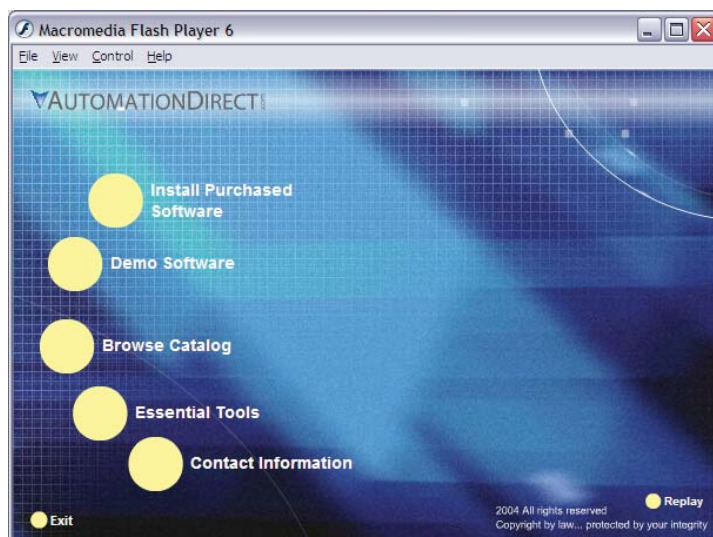 Macromedia Flash Player 6
File View Control Help
AUTOMATIONDIRECT
Install Purchased
Software
Demo Software
Browse Catalog
Essential Tools
Contact Information
Exit
Replay
2004 All rights reserved
Copyright by law... protected by your integrity